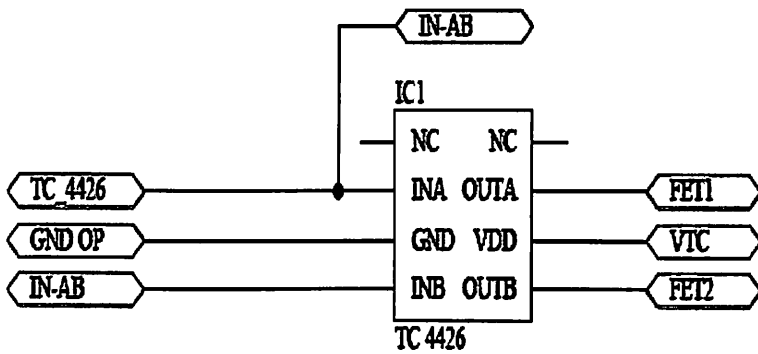 IN-AB
IC1
NC NC
TC_4426 INA OUTA FET1
GND OP GND VDD VTC
IN-AB INB OUTB FET2
TC 4426